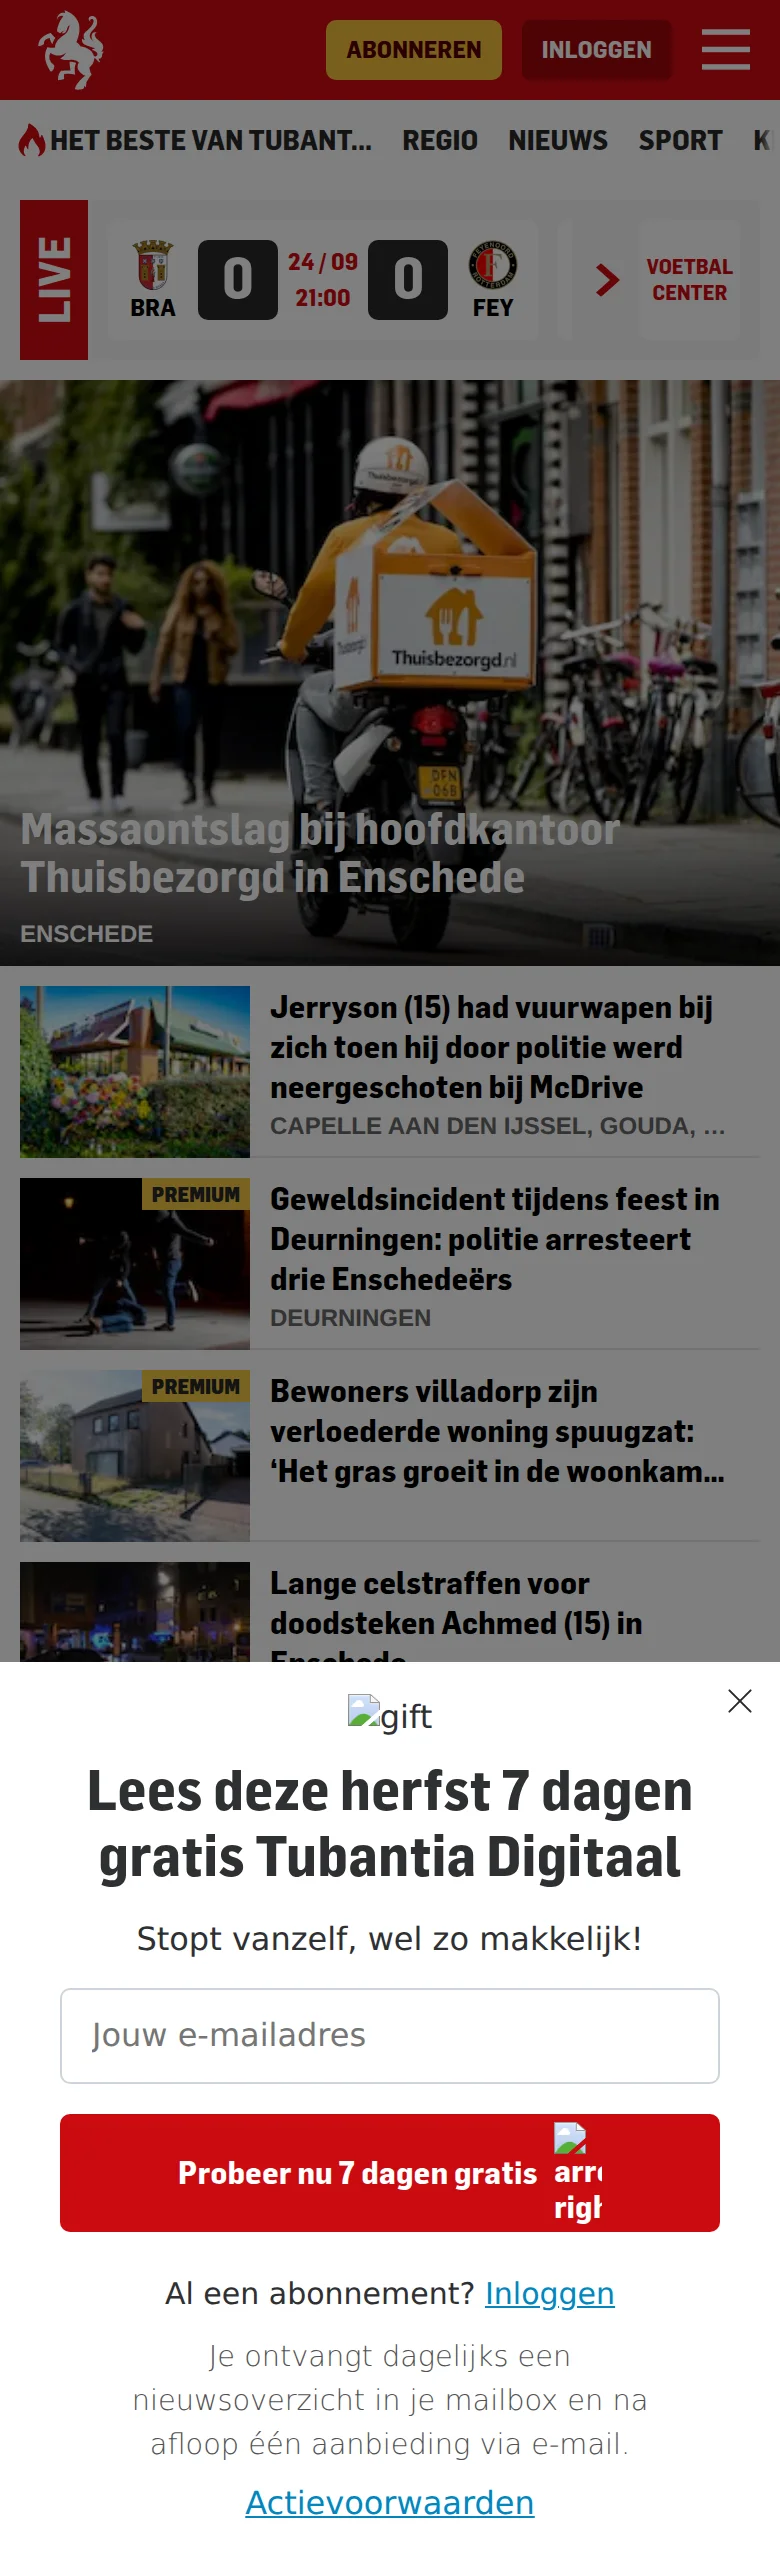 ABONNEREN
INLOGGEN
HET BESTE VAN TUBANT...
REGIO
NIEUWS
SPORT
LIVE
BRA
0
24 / 09
21:00
0
FEY
VOETBAL
CENTER
Thuisbezorgd.nl
Massaontslag bij hoofdkantoor
Thuisbezorgd in Enschede
ENSCHEDE
Jerryson (15) had vuurwapen bij
zich toen hij door politie werd
neergeschoten bij McDrive
CAPELLE AAN DEN IJSSEL, GOUDA, ...
PREMIUM
Geweldsincident tijdens feest in
Deurningen: politie arresteert
drie Enschedeërs
DEURNINGEN
PREMIUM
Bewoners villadorp zijn
verloederde woning spuugzat:
‘Het gras groeit in de woonkam...
Lange celstraffen voor
doodsteken Achmed (15) in
Enschede
gift
Lees deze herfst 7 dagen
gratis Tubantia Digitaal
Stopt vanzelf, wel zo makkelijk!
Jouw e-mailadres
Probeer nu 7 dagen gratis
Al een abonnement? Inloggen
Je ontvangt dagelijks een
nieuwsoverzicht in je mailbox en na
afloop één aanbieding via e-mail.
Actievoorwaarden